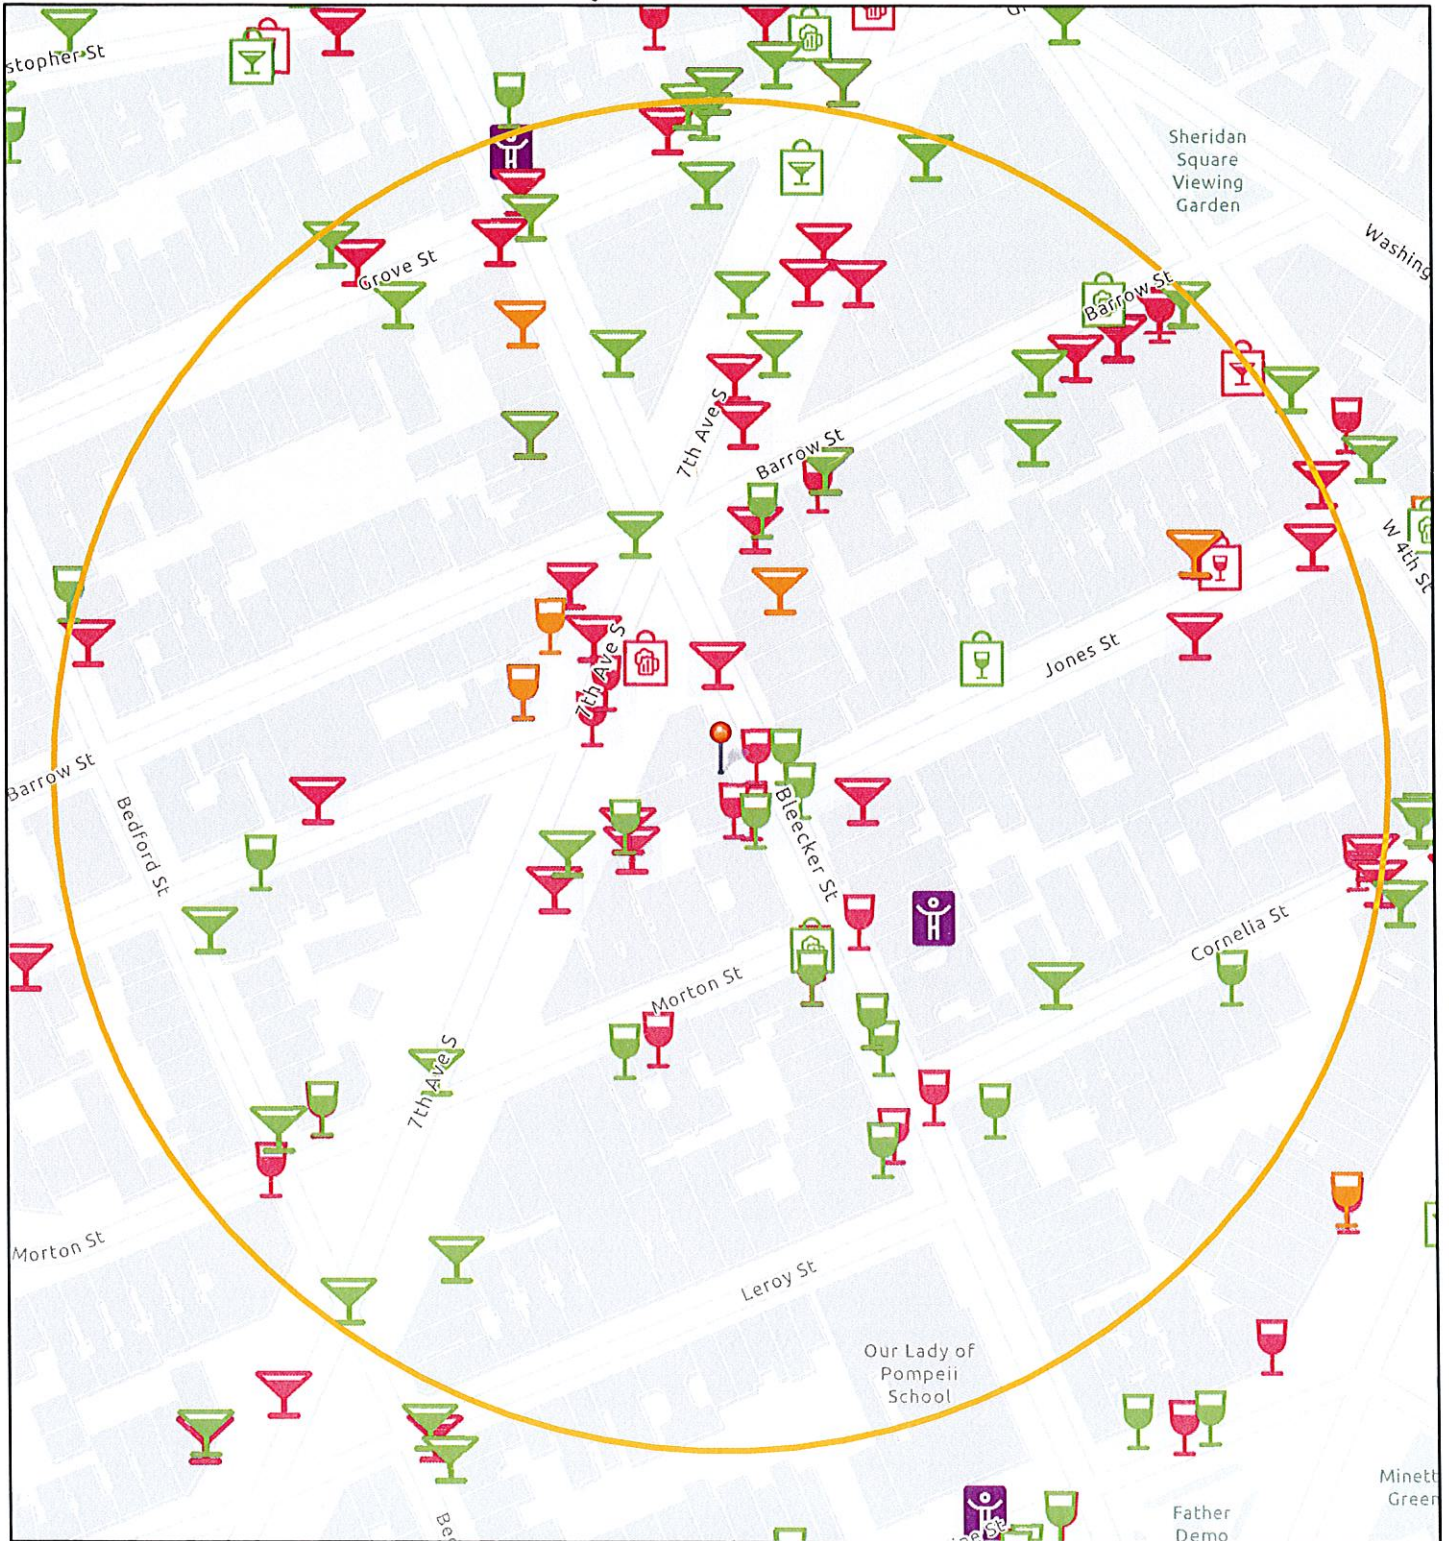 stopher St
Sheridan
Square
Viewing
Garden
Washing
Grove St
Barrow St
7th Ave S
Barrow St
W 4th St
7th Ave S
Jones St
Barrow St
Bedford St
Bleecker St
Cornelia St
Morton St
7th Ave S
Morton St
Leroy St
Our Lady of
Pompeii
School
Minett
Green
Father
Demo